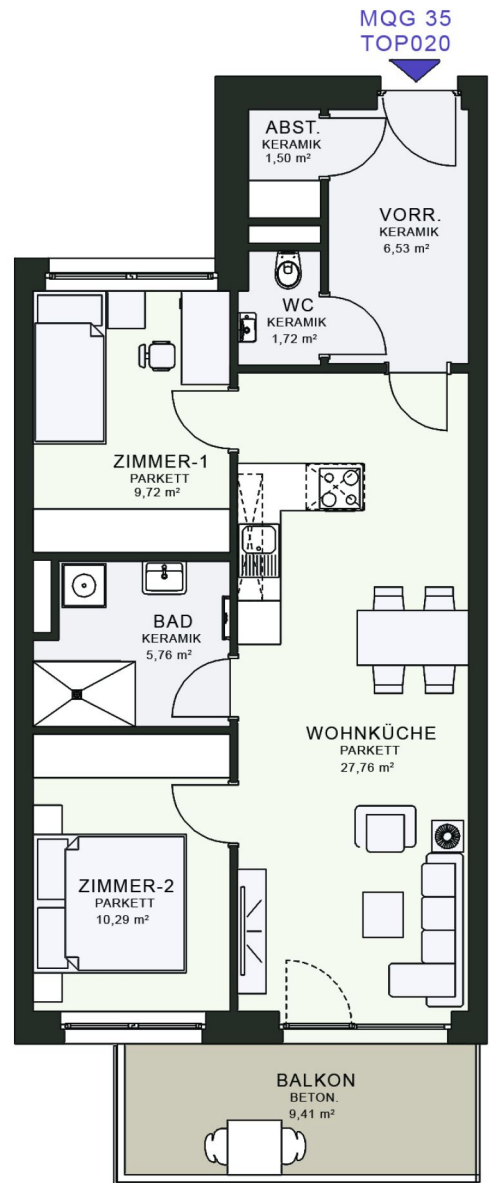 MQG 35
TOP020
ABST.
KERAMIK
1,50 m²
VORR.
KERAMIK
6,53 m²
WC
KERAMIK
1,72 m²
ZIMMER-1
PARKETT
9,72 m²
BAD
KERAMIK
5,76 m²
WOHNKÜCHE
PARKETT
27,76 m²
ZIMMER-2
PARKETT
10,29 m²
BALKON
BETON.
9,41 m²